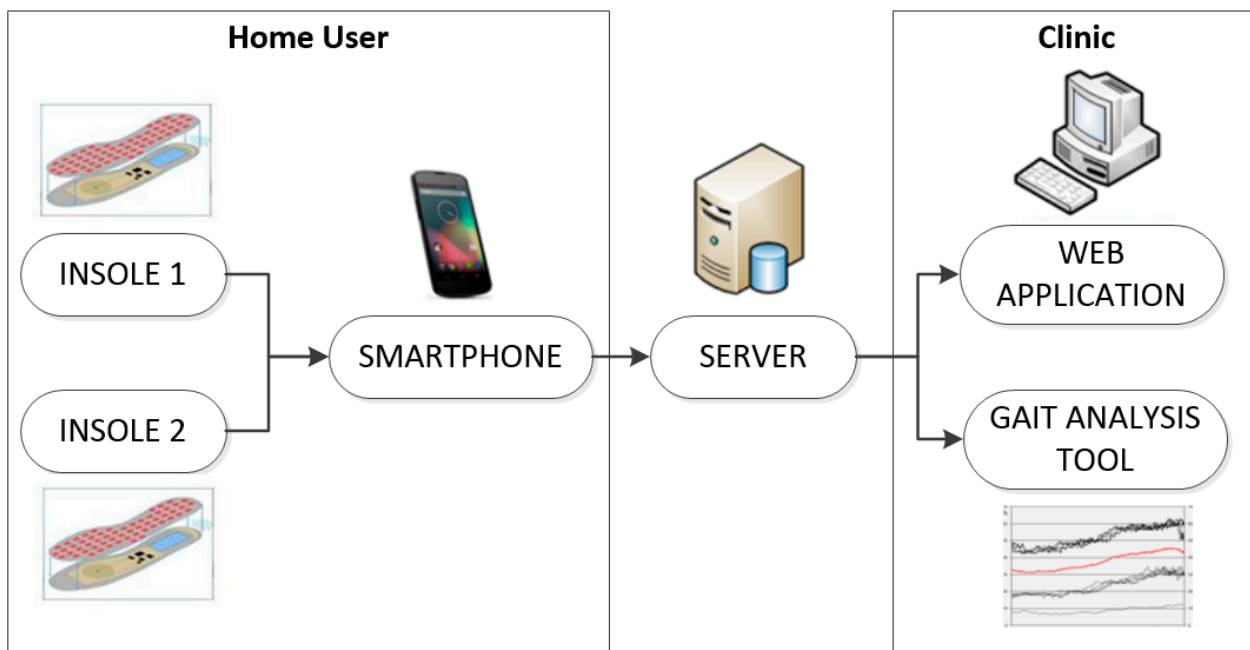 Home User
Clinic
INSOLE 1
INSOLE 2
SMARTPHONE
SERVER
WEB
APPLICATION
GAIT ANALYSIS
TOOL